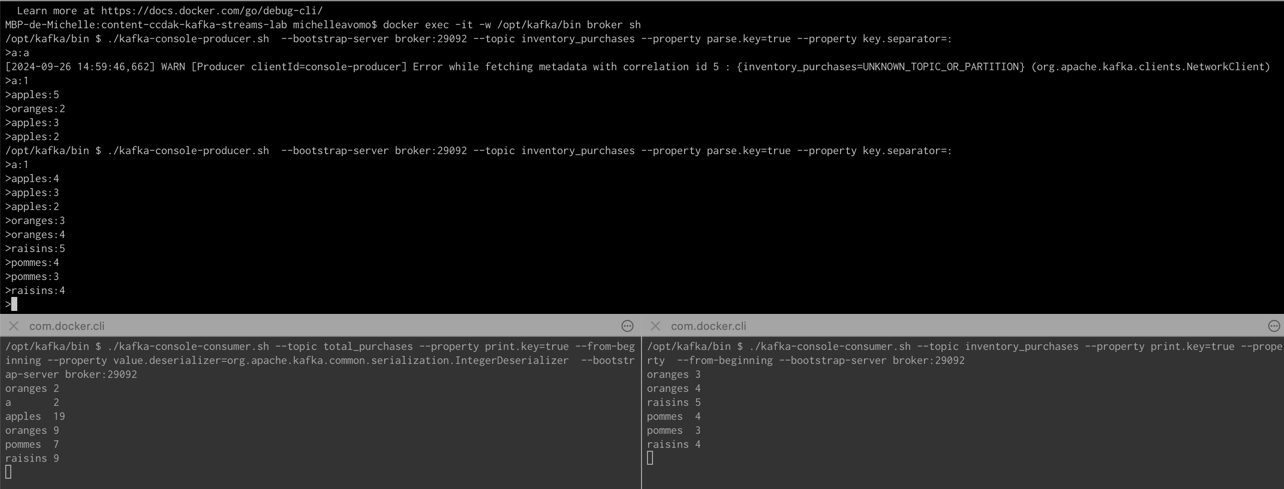 Learn more at https://docs.docker.com/go/debug-cli/
MBP-de-Michelle:content-ccdak-kafka-streams-lab michelleavomo$ docker exec -it -w /opt/kafka/bin broker sh
/opt/kafka/bin $ ./kafka-console-producer.sh  --bootstrap-server broker:29092 --topic inventory_purchases --property parse.key=true --property key.separator=:
>a:a
[2024-09-26 14:59:46,662] WARN [Producer clientId=console-producer] Error while fetching metadata with correlation id 5 : {inventory_purchases=UNKNOWN_TOPIC_OR_PARTITION} (org.apache.kafka.clients.NetworkClient)
>a:1
>apples:5
>oranges:2
>apples:3
>apples:2
/opt/kafka/bin $ ./kafka-console-producer.sh  --bootstrap-server broker:29092 --topic inventory_purchases --property parse.key=true --property key.separator=:
>a:1
>apples:4
>apples:3
>apples:2
>oranges:3
>oranges:4
>raisins:5
>pommes:4
>pommes:3
>raisins:4
>
com.docker.cli
/opt/kafka/bin $ ./kafka-console-consumer.sh --topic total_purchases --property print.key=true --from-beg
inning --property value.deserializer=org.apache.kafka.common.serialization.IntegerDeserializer  --bootstr
ap-server broker:29092
oranges 2
a       2
apples  19
oranges 9
pommes  7
raisins 9
com.docker.cli
/opt/kafka/bin $ ./kafka-console-consumer.sh --topic inventory_purchases --property print.key=true --prope
rty  --from-beginning --bootstrap-server broker:29092
oranges 3
oranges 4
raisins 5
pommes  4
pommes  3
raisins 4